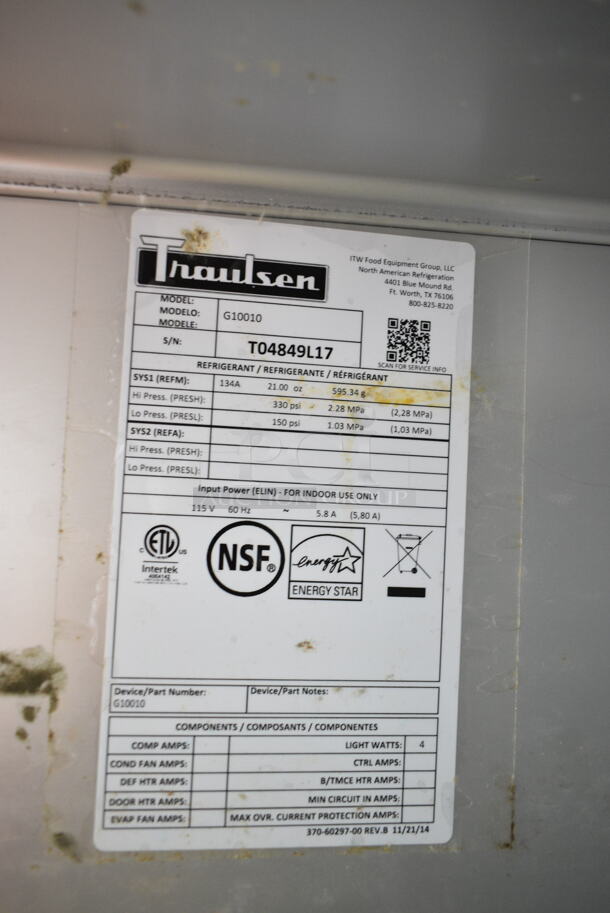 Traulsen
ITW Food Equipment Group, LLC
North American Refrigeration
4401 Blue Mound Rd.
Ft. Worth, TX 76106
800-825-8220
MODEL:
MODELO: G10010
MODELE:
S/N: T04849L17
SCAN FOR SERVICE INFO
REFRIGERANT / REFRIGERANTE / RÉFRIGÉRANT
SYS1 (REFM): 134A 21.00 oz 595.34 g
Hi Press. (PRESH): 330 psi 2.28 MPa (2,28 MPa)
Lo Press. (PRESL): 150 psi 1.03 MPa (1,03 MPa)
SYS2 (REFA):
Hi Press. (PRESH):
Lo Press. (PRESL):
Input Power (ELIN) - FOR INDOOR USE ONLY
115 V 60 Hz ~ 5.8 A (5,80 A)
C ETL US
Intertek
4004142
NSF®
energy
ENERGY STAR
Device/Part Number: Device/Part Notes:
G10010
COMPONENTS / COMPOSANTS / COMPONENTES
COMP AMPS: LIGHT WATTS: 4
COND FAN AMPS: CTRL AMPS:
DEF HTR AMPS: B/TMCE HTR AMPS:
DOOR HTR AMPS: MIN CIRCUIT IN AMPS:
EVAP FAN AMPS: MAX OVR. CURRENT PROTECTION AMPS:
370-60297-00 REV.B 11/21/14